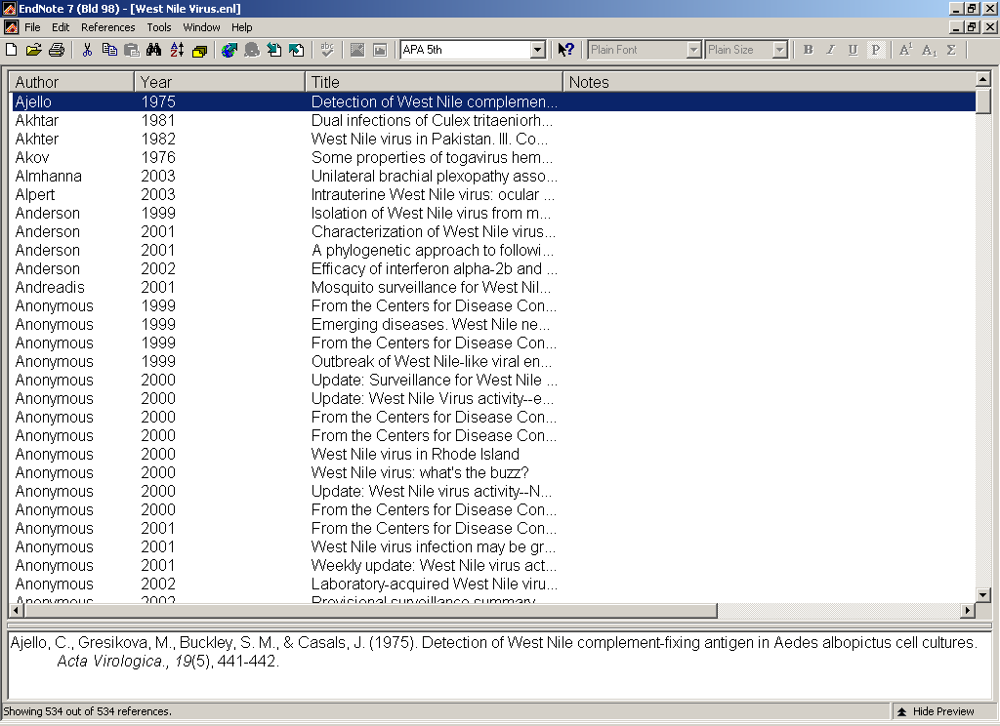 EndNote 7 (Bld 98) - [West Nile Virus.enl]
File Edit References Tools Window Help
abc APA 5th ? Plain Font Plain Size B I U P A¹ A₁ Σ
Author Year Title Notes
Ajello 1975 Detection of West Nile complemen...
Akhtar 1981 Dual infections of Culex tritaeniorh...
Akhter 1982 West Nile virus in Pakistan. III. Co...
Akov 1976 Some properties of togavirus hem...
Almhanna 2003 Unilateral brachial plexopathy asso...
Alpert 2003 Intrauterine West Nile virus: ocular ...
Anderson 1999 Isolation of West Nile virus from m...
Anderson 2001 Characterization of West Nile virus...
Anderson 2001 A phylogenetic approach to followi...
Anderson 2002 Efficacy of interferon alpha-2b and ...
Andreadis 2001 Mosquito surveillance for West Nil...
Anonymous 1999 From the Centers for Disease Con...
Anonymous 1999 Emerging diseases. West Nile ne...
Anonymous 1999 From the Centers for Disease Con...
Anonymous 1999 Outbreak of West Nile-like viral en...
Anonymous 2000 Update: Surveillance for West Nile ...
Anonymous 2000 Update: West Nile Virus activity--e...
Anonymous 2000 From the Centers for Disease Con...
Anonymous 2000 From the Centers for Disease Con...
Anonymous 2000 West Nile virus in Rhode Island
Anonymous 2000 West Nile virus: what's the buzz?
Anonymous 2000 Update: West Nile virus activity--N...
Anonymous 2000 From the Centers for Disease Con...
Anonymous 2001 From the Centers for Disease Con...
Anonymous 2001 West Nile virus infection may be gr...
Anonymous 2001 Weekly update: West Nile virus act...
Anonymous 2002 Laboratory-acquired West Nile viru...
Anonymous 2002 Provisional surveillance summary
Ajello, C., Gresikova, M., Buckley, S. M., & Casals, J. (1975). Detection of West Nile complement-fixing antigen in Aedes albopictus cell cultures.
Acta Virologica., 19(5), 441-442.
Showing 534 out of 534 references. Hide Preview